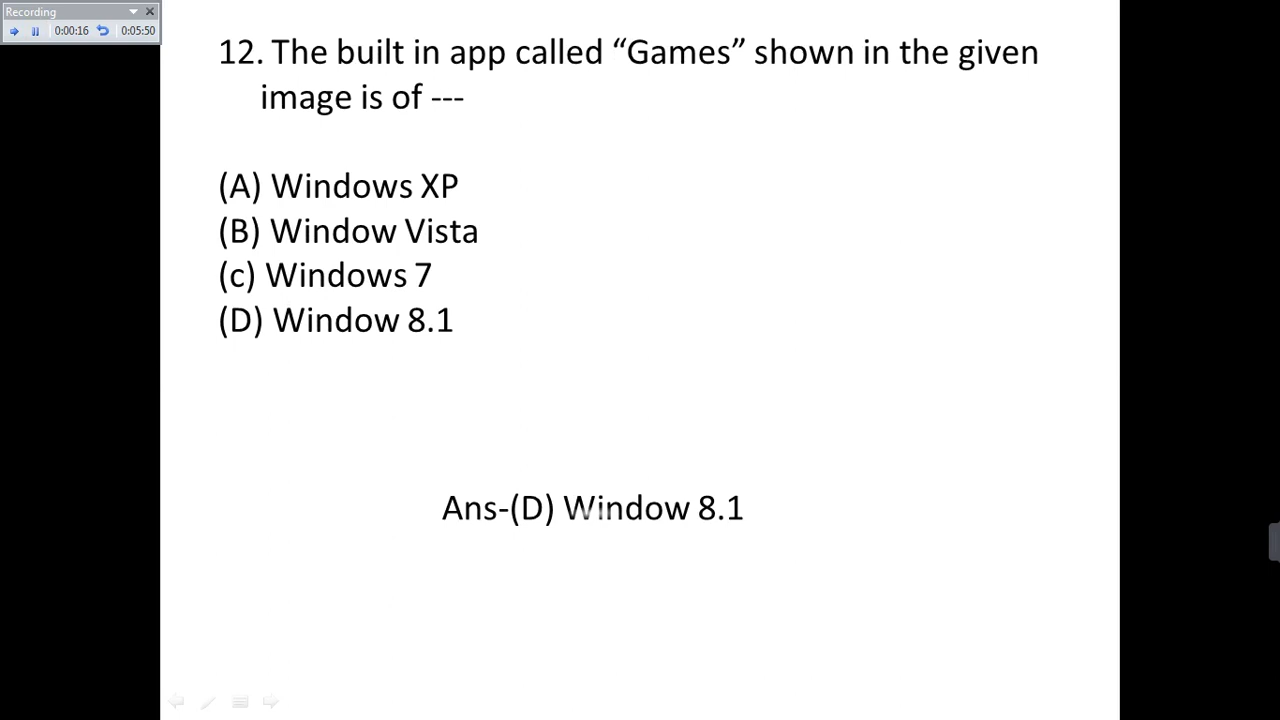 Recording
0:00:16 0:05:50
12. The built in app called “Games” shown in the given
image is of ---
(A) Windows XP
(B) Window Vista
(c) Windows 7
(D) Window 8.1
Ans-(D) Window 8.1